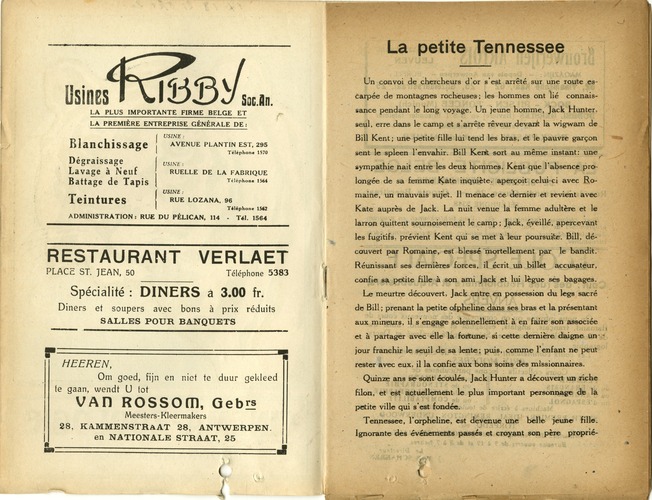 Usines RIBBY Soc.An.
LA PLUS IMPORTANTE FIRME BELGE ET
LA PREMIÈRE ENTREPRISE GÉNÉRALE DE:
Blanchissage
USINE:
AVENUE PLANTIN EST, 295
Téléphone 1570
Dégraissage
Lavage à Neuf
Battage de Tapis
USINE:
RUELLE DE LA FABRIQUE
Téléphone 1564
Teintures
USINE:
RUE LOZANA, 96
Téléphone 1562
ADMINISTRATION: RUE DU PÉLICAN, 114 - Tél. 1564
RESTAURANT VERLAET
PLACE ST. JEAN, 50 Téléphone 5383
Spécialité : DINERS a 3.00 fr.
Diners et soupers avec bons à prix réduits
SALLES POUR BANQUETS
HEEREN,
Om goed, fijn en niet te duur gekleed
te gaan, wendt U tot
VAN ROSSOM, Gebrs
Meesters-Kleermakers
28, KAMMENSTRAAT 28, ANTWERPEN.
en NATIONALE STRAAT, 25
La petite Tennessee
Un convoi de chercheurs d'or s'est arrêté sur une route es-
carpée de montagnes rocheuses; les hommes ont lié connais-
sance pendant le long voyage. Un jeune homme, Jack Hunter.
seul, erre dans le camp et s'arrête rêveur devant la wigwam de
Bill Kent; une petite fille lui tend les bras, et le pauvre garçon
sent le spleen l'envahir. Bill Kent sort au même instant; une
sympathie nait entre les deux hommes. Kent que l'absence pro-
longée de sa femme Kate inquiète, aperçoit celui-ci avec Ro-
maine, un mauvais sujet. Il menace ce dernier et revient avec
Kate auprès de Jack. La nuit venue la femme adultère et le
larron quittent sournoisement le camp; Jack, éveillé, apercevant
les fugitifs, prévient Kent qui se met à leur poursuite. Bill, dé-
couvert par Romaine, est blessé mortellement par le bandit.
Réunissant ses dernières forces, il écrit un billet accusateur,
confie sa petite fille à son ami Jack et lui lègue ses bagages.
Le meurtre découvert, Jack entre en possession du legs sacré
de Bill; prenant la petite orpheline dans ses bras et la présentant
aux mineurs, il s'engage solennellement à en faire son associée
et à partager avec elle la fortune, si cette dernière daigne un
jour franchir le seuil de sa tente; puis, comme l'enfant ne peut
rester avec eux, il la confie aux bons soins des missionnaires.
Quinze ans se sont écoulés, Jack Hunter a découvert un riche
filon, et est actuellement le plus important personnage de la
petite ville qui s'est fondée.
Tennessee, l'orpheline, est devenue une belle jeune fille.
Ignorante des événements passés et croyant son père proprié-